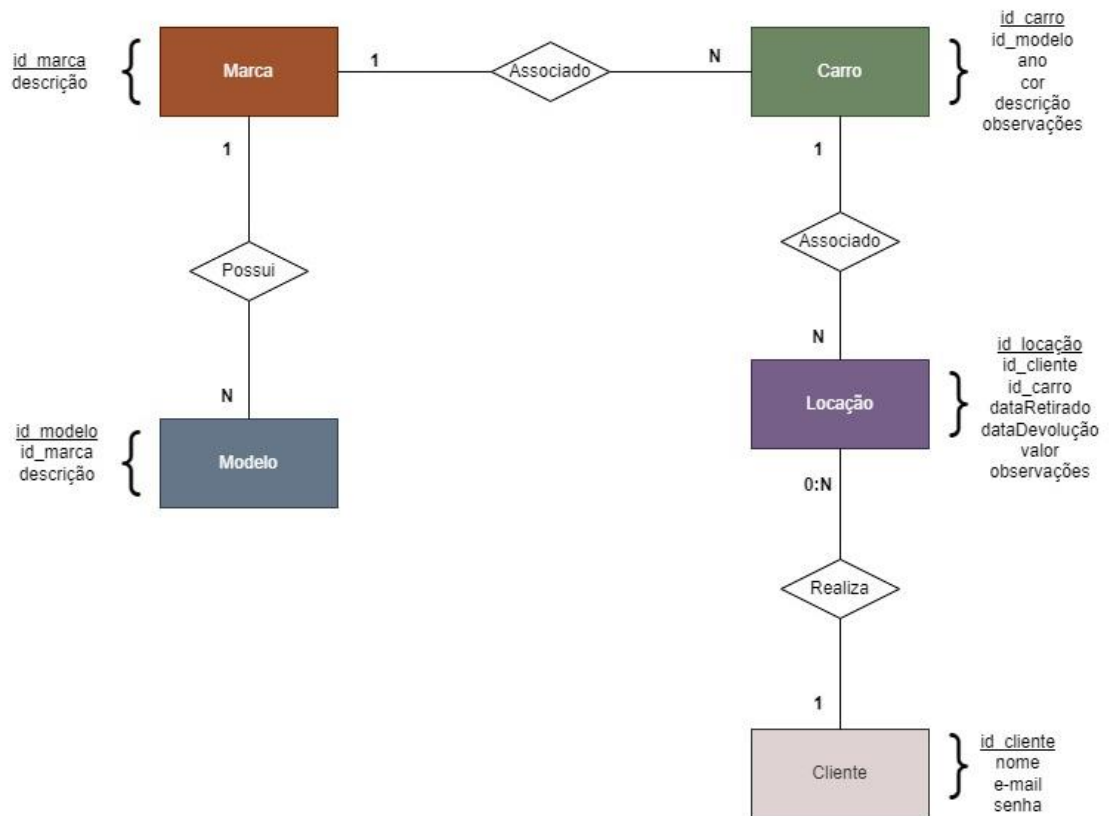 id_marca
descrição
Marca
1
Associado
N
Carro
id_carro
id_modelo
ano
cor
descrição
observações
1
Possui
N
id_modelo
id_marca
descrição
Modelo
1
Associado
N
Locação
id_locação
id_cliente
id_carro
dataRetirado
dataDevolução
valor
observações
0:N
Realiza
1
Cliente
id_cliente
nome
e-mail
senha